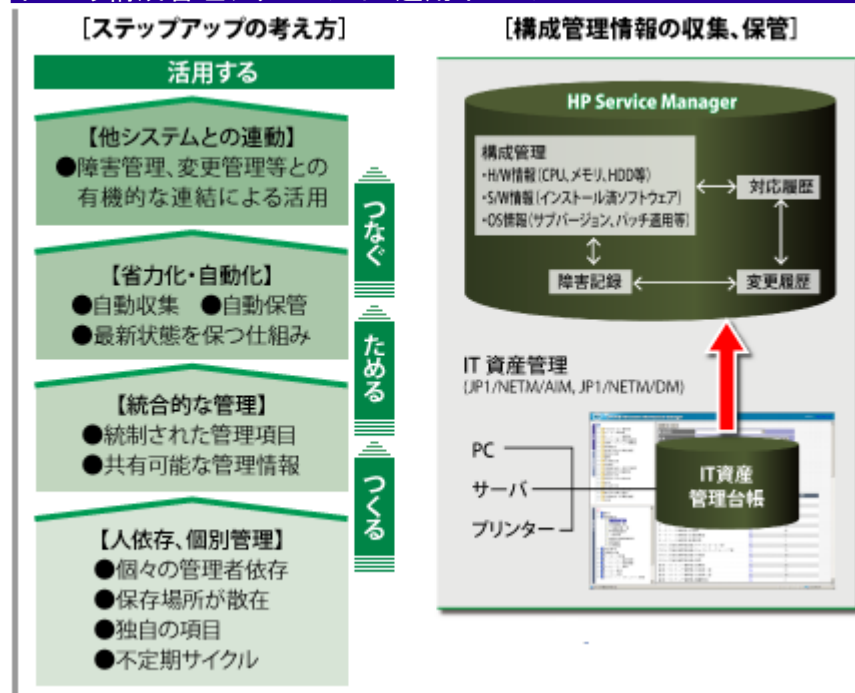 [ステップアップの考え方]
活用する
【他システムとの連動】
●障害管理、変更管理等との
有機的な連結による活用
【省力化・自動化】
●自動収集 ●自動保管
●最新状態を保つ仕組み
【統合的な管理】
●統制された管理項目
●共有可能な管理情報
【人依存、個別管理】
●個々の管理者依存
●保存場所が散在
●独自の項目
●不定期サイクル
つなぐ
ためる
つくる
[構成管理情報の収集、保管]
HP Service Manager
構成管理
・H/W情報(CPU、メモリ、HDD等)
・S/W情報(インストール済ソフトウェア)
・OS情報(サブバージョン、パッチ適用等)
対応履歴
障害記録
変更履歴
IT 資産管理
(JP1/NETM/AIM, JP1/NETM/DM)
PC
サーバ
プリンター
IT資産
管理台帳